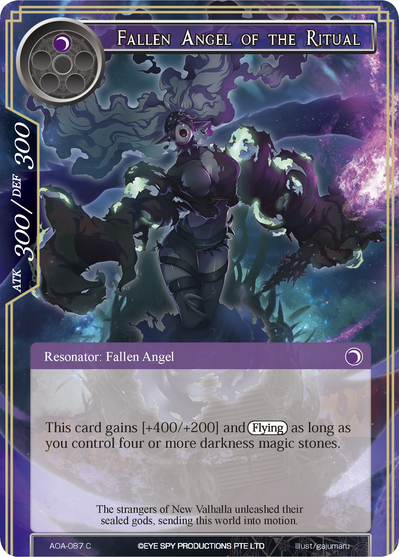 Fallen Angel of the Ritual
ATK 300/DEF 300
Resonator: Fallen Angel
This card gains [+400/+200] and Flying as long as
you control four or more darkness magic stones.
The strangers of New Valhalla unleashed their
sealed gods, sending this world into motion.
AOA-087 C ©EYE SPY PRODUCTIONS PTE LTD Illust/gajumaru